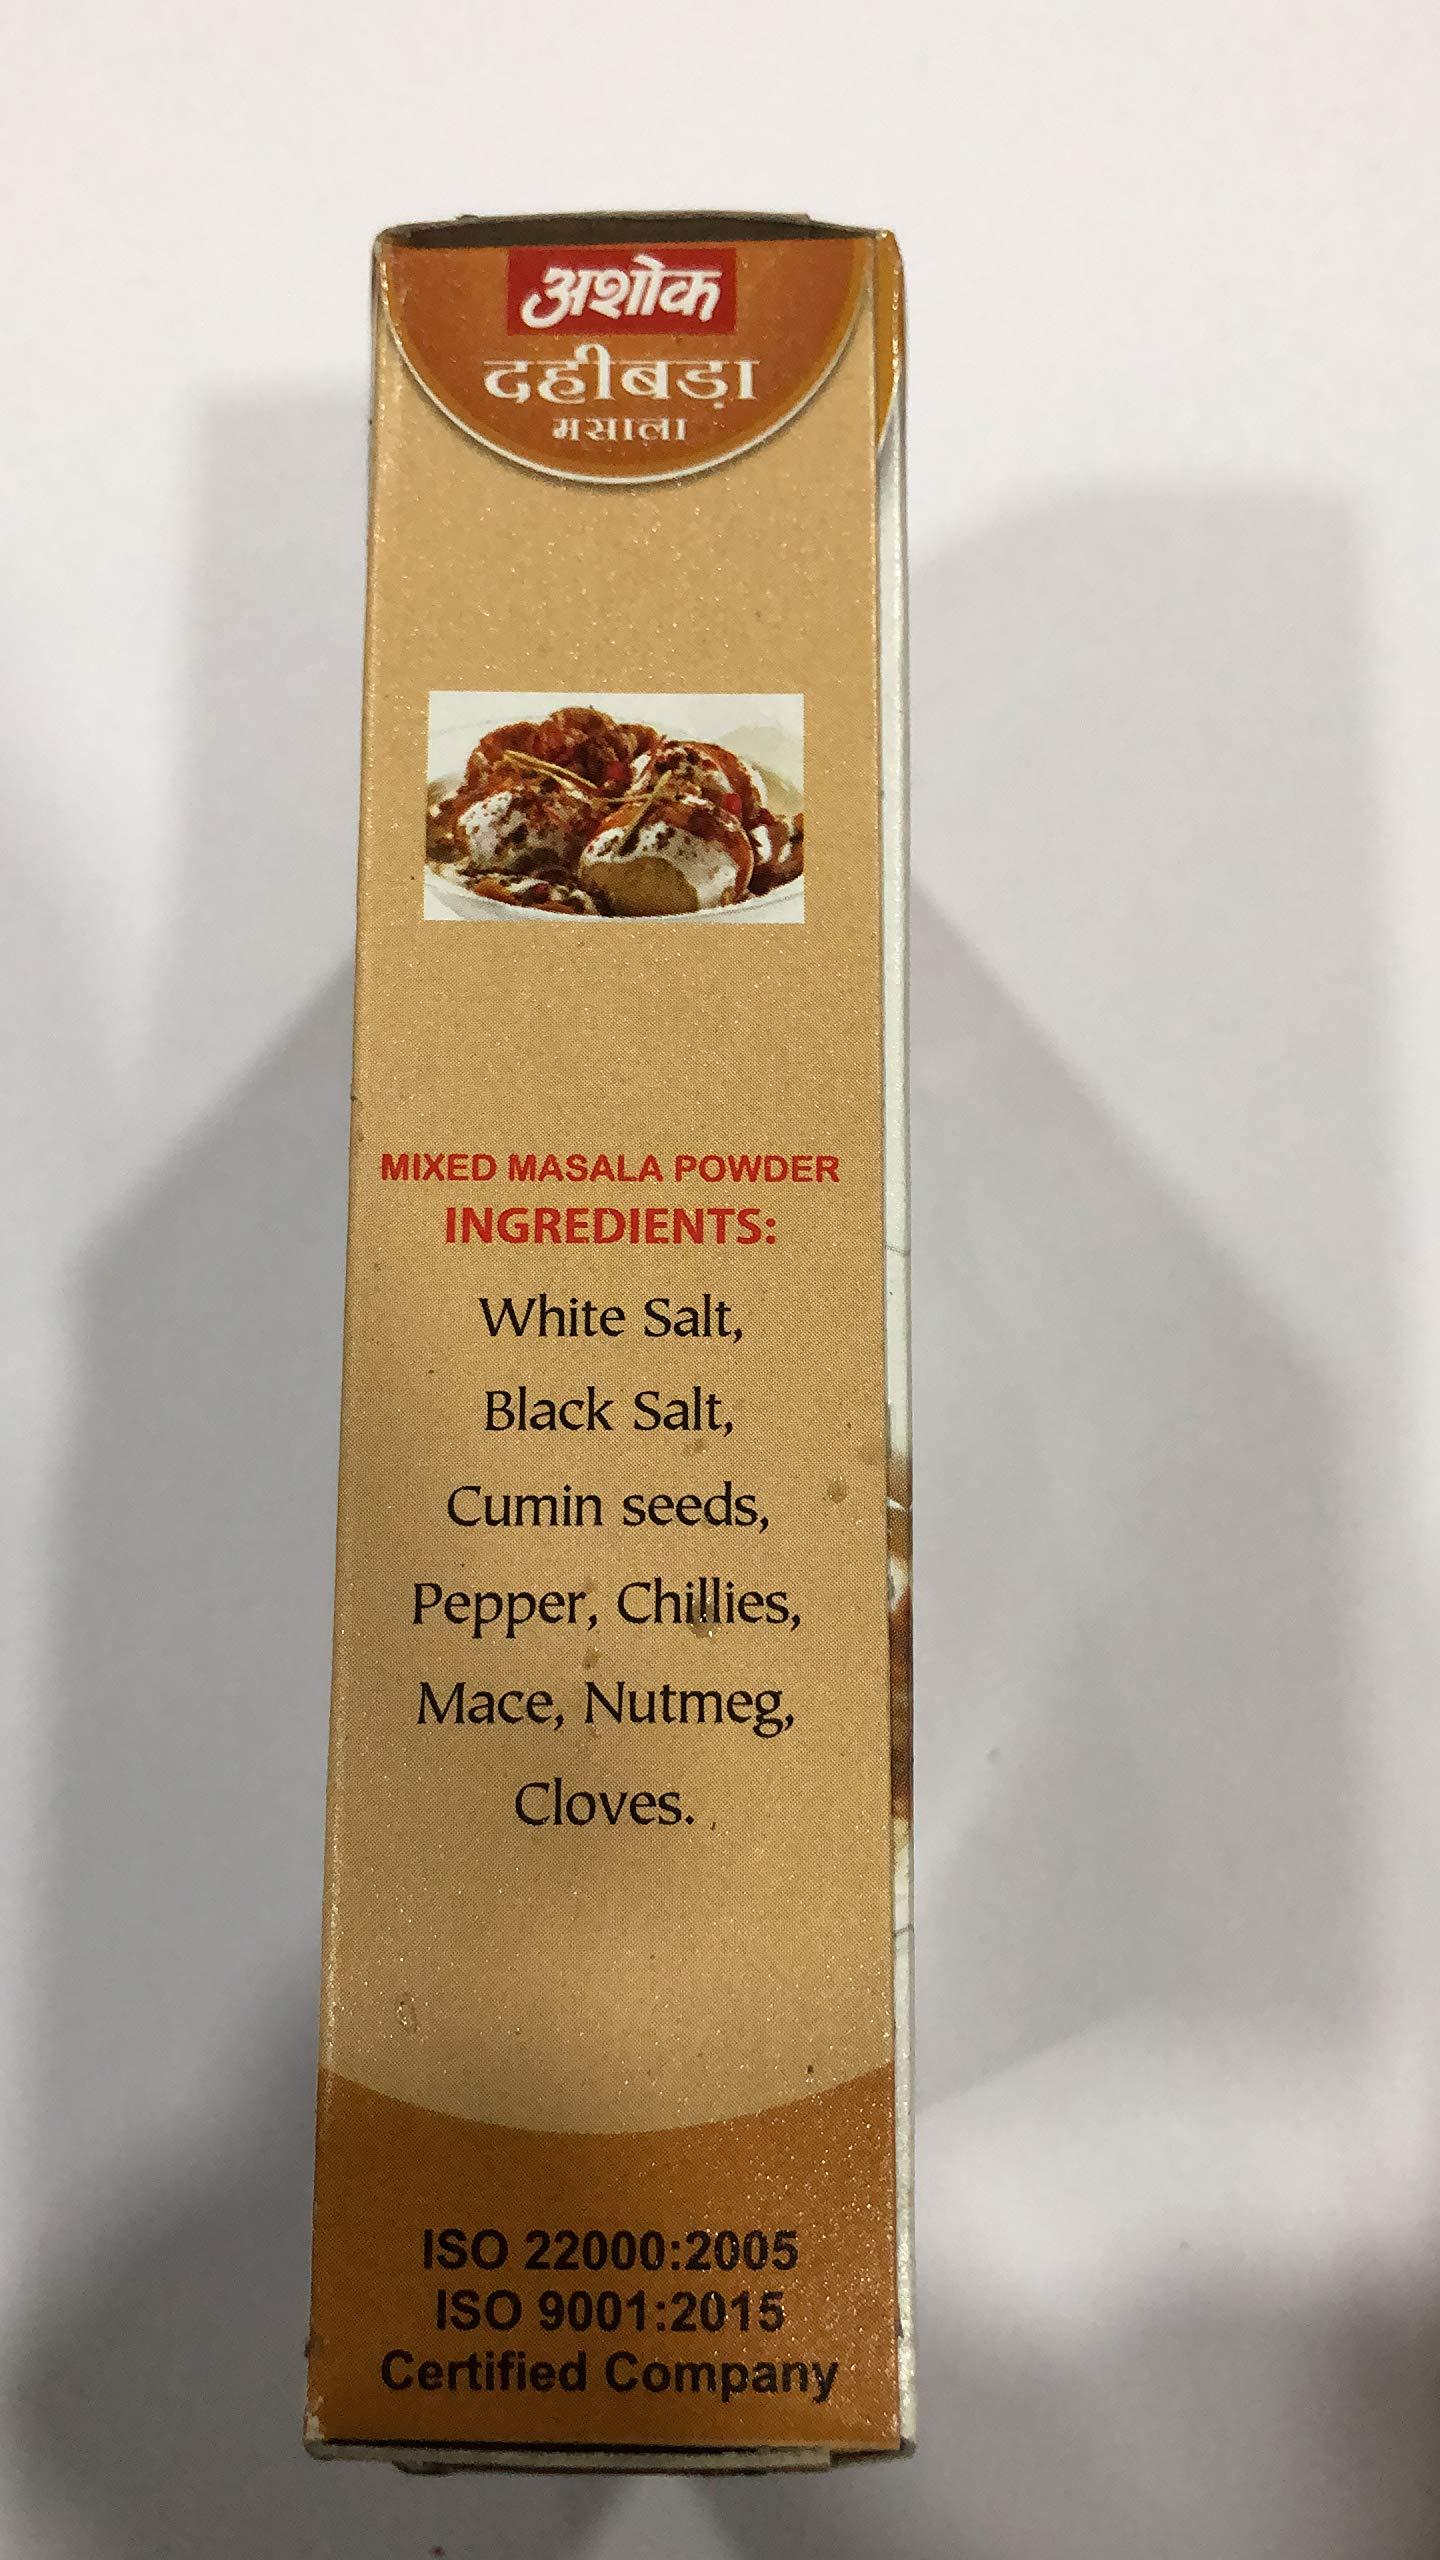 अशोक
दहीबड़ा
मसाला
MIXED MASALA POWDER
INGREDIENTS:
White Salt,
Black Salt,
Cumin seeds,
Pepper, Chillies,
Mace, Nutmeg,
Cloves.
ISO 22000:2005
ISO 9001:2015
Certified Company